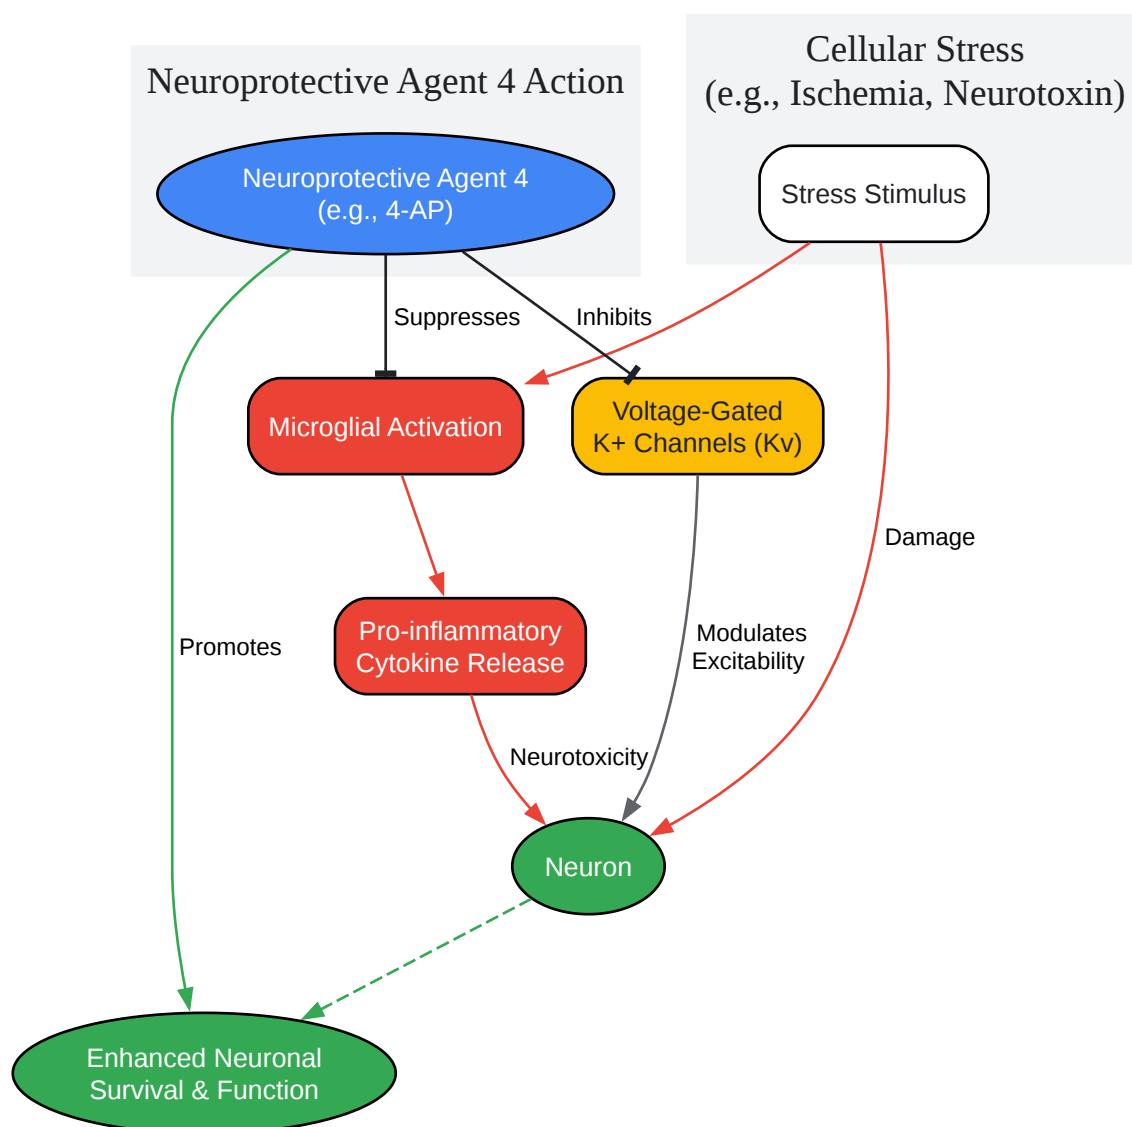 Neuroprotective Agent 4 Action
Cellular Stress
(e.g., Ischemia, Neurotoxin)
Neuroprotective Agent 4
(e.g., 4-AP)
Stress Stimulus
Suppresses
Inhibits
Microglial Activation
Voltage-Gated
K+ Channels (Kv)
Damage
Promotes
Pro-inflammatory
Cytokine Release
Modulates
Excitability
Neurotoxicity
Neuron
Enhanced Neuronal
Survival & Function